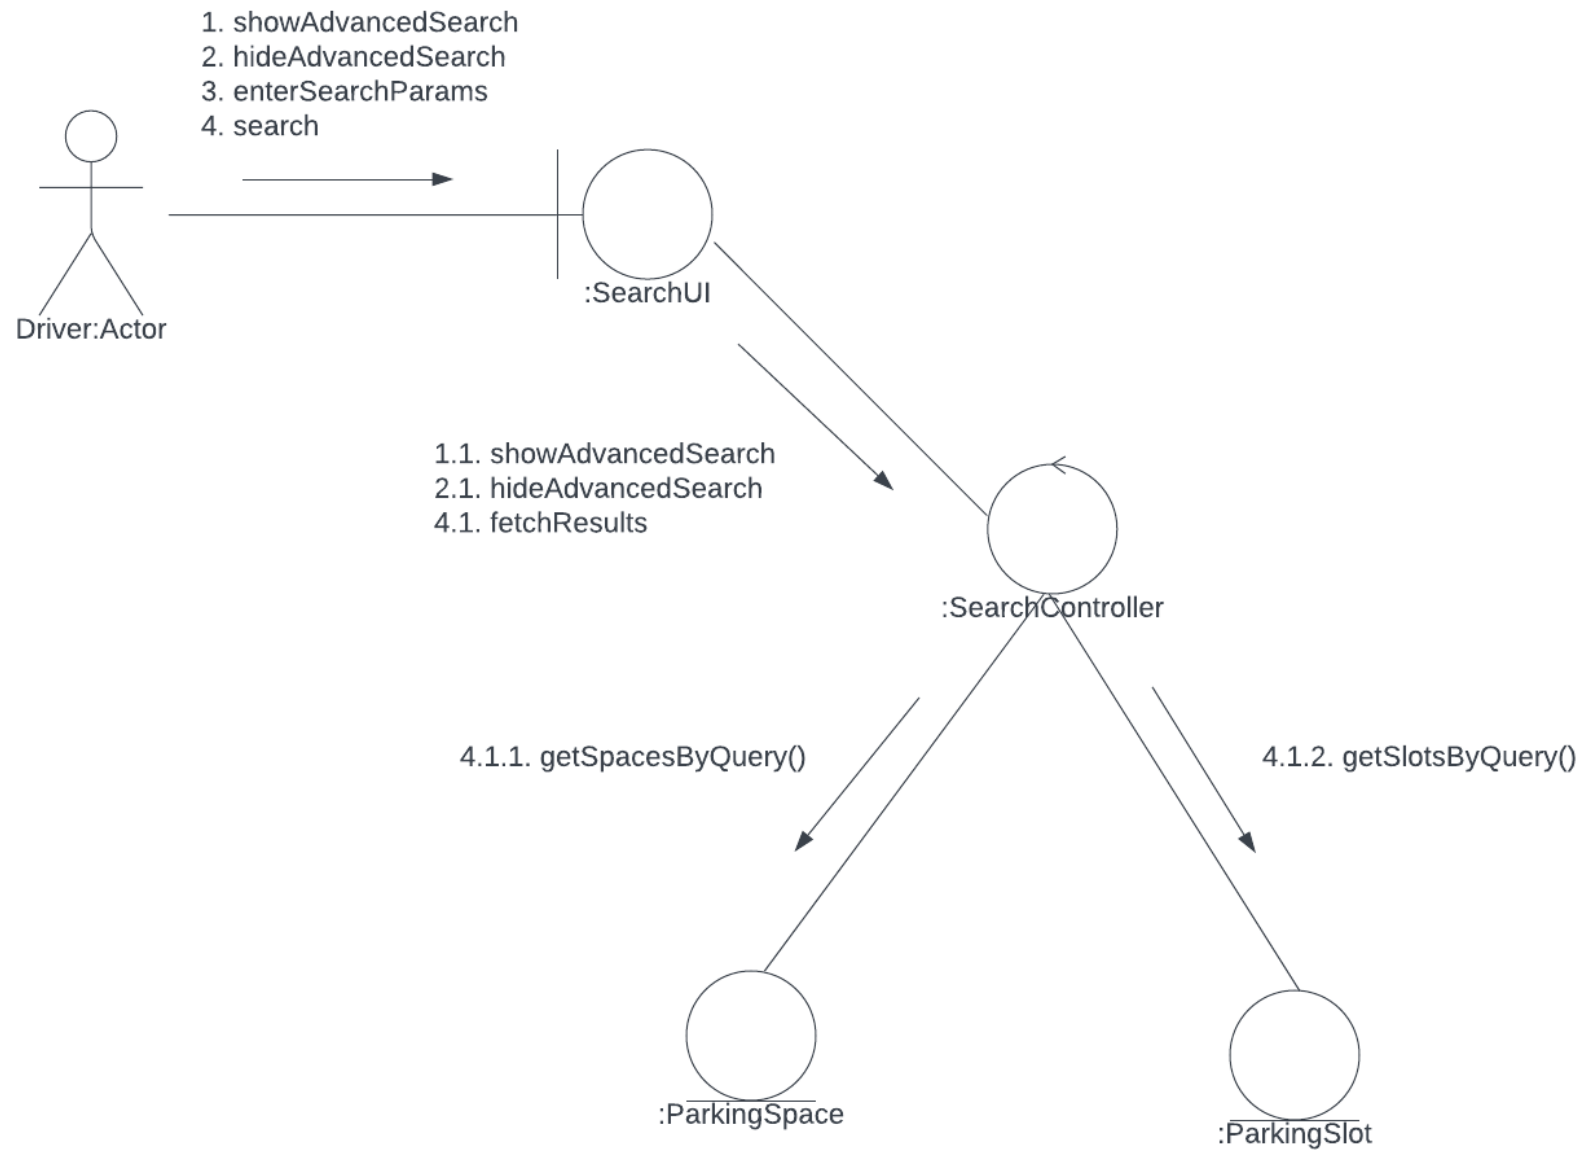 1. showAdvancedSearch
2. hideAdvancedSearch
3. enterSearchParams
4. search
Driver:Actor
:SearchUI
1.1. showAdvancedSearch
2.1. hideAdvancedSearch
4.1. fetchResults
:SearchController
4.1.1. getSpacesByQuery()
4.1.2. getSlotsByQuery()
:ParkingSpace
:ParkingSlot